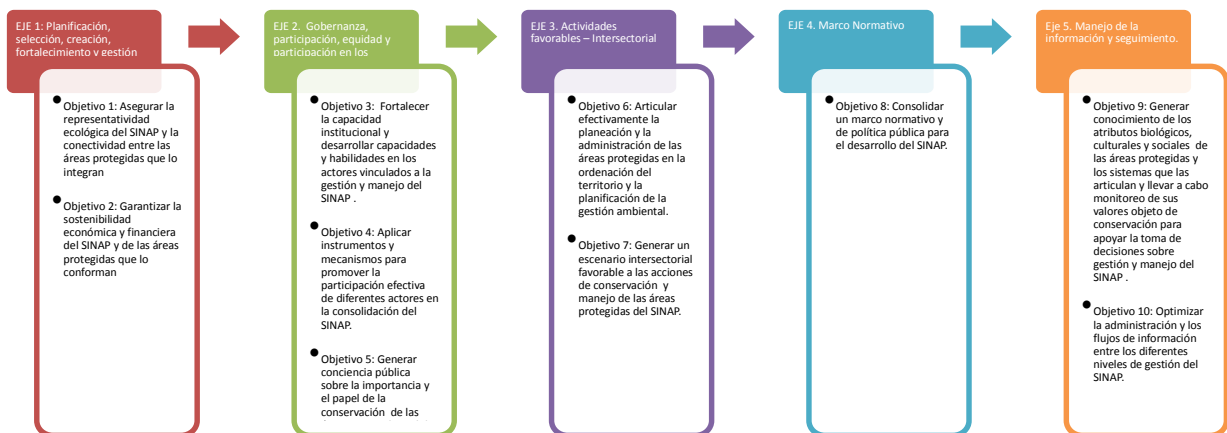 EJE 1: Planificación,
selección, creación,
fortalecimiento y gestión
Objetivo 1: Asegurar la
representatividad
ecológica del SINAP y la
conectividad entre las
áreas protegidas que lo
integran
Objetivo 2: Garantizar la
sostenibilidad
económica y financiera
del SINAP y de las áreas
protegidas que lo
conforman
EJE 2. Gobernanza,
participación, equidad y
participación en los
Objetivo 3: Fortalecer
la capacidad
institucional y
desarrollar capacidades
y habilidades en los
actores vinculados a la
gestión y manejo del
SINAP .
Objetivo 4: Aplicar
instrumentos y
mecanismos para
promover la
participación efectiva
de diferentes actores en
la consolidación del
SINAP.
Objetivo 5: Generar
conciencia pública
sobre la importancia y
el papel de la
conservación de las
EJE 3. Actividades
favorables – Intersectorial
Objetivo 6: Articular
efectivamente la
planeación y la
administración de las
áreas protegidas en la
ordenación del
territorio y la
planificación de la
gestión ambiental.
Objetivo 7: Generar un
escenario intersectorial
favorable a las acciones
de conservación y
manejo de las áreas
protegidas del SINAP.
EJE 4. Marco Normativo
Objetivo 8: Consolidar
un marco normativo y
de política pública para
el desarrollo del SINAP.
Eje 5. Manejo de la
información y seguimiento.
Objetivo 9: Generar
conocimiento de los
atributos biológicos,
culturales y sociales de
las áreas protegidas y
los sistemas que las
articulan y llevar a cabo
monitoreo de sus
valores objeto de
conservación para
apoyar la toma de
decisiones sobre
gestión y manejo del
SINAP .
Objetivo 10: Optimizar
la administración y los
flujos de información
entre los diferentes
niveles de gestión del
SINAP.